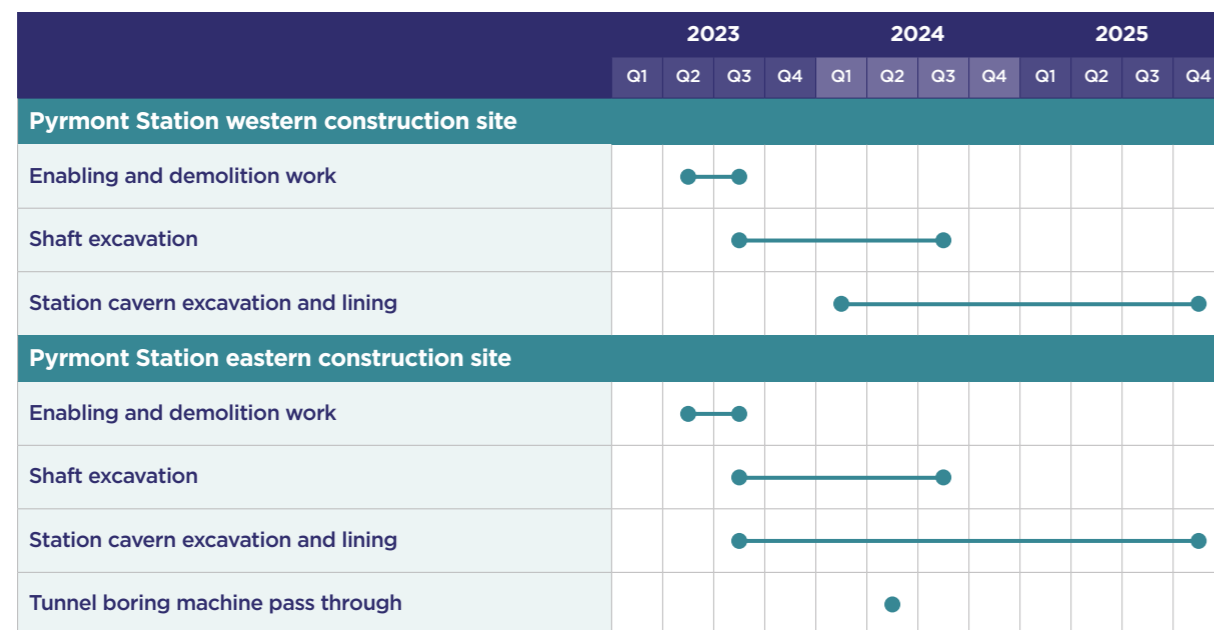 2023 2024 2025
Q1 Q2 Q3 Q4 Q1 Q2 Q3 Q4 Q1 Q2 Q3 Q4
Pyrmont Station western construction site
Enabling and demolition work
Shaft excavation
Station cavern excavation and lining
Pyrmont Station eastern construction site
Enabling and demolition work
Shaft excavation
Station cavern excavation and lining
Tunnel boring machine pass through